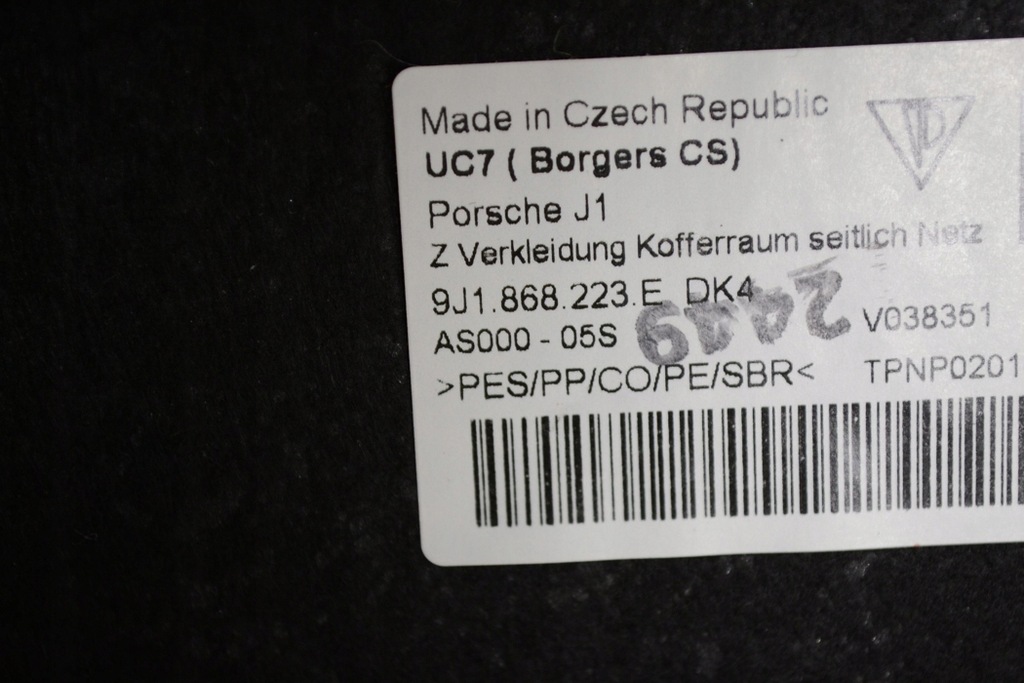 Made in Czech Republic
UC7 ( Borgers CS)
Porsche J1
Z Verkleidung Kofferraum seitlich Netz
9J1.868.223.E DK4
AS000 - 05S V038351
>PES/PP/CO/PE/SBR< TPNP0201